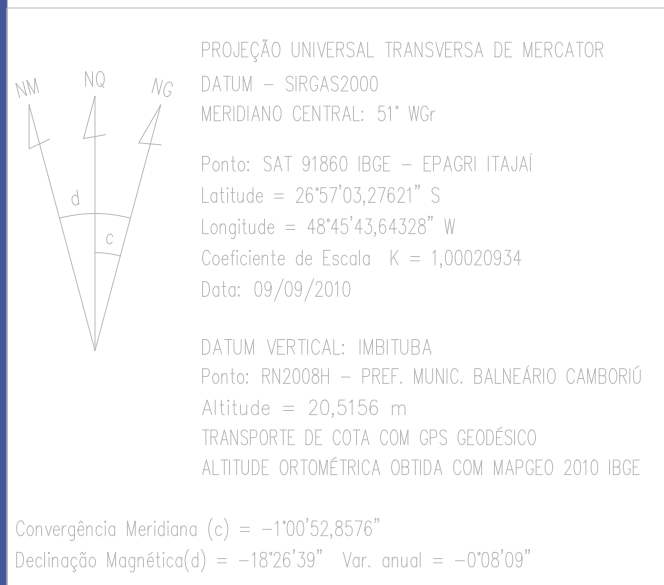 PROJEÇÃO UNIVERSAL TRANSVERSA DE MERCATOR
NM NQ NG
DATUM – SIRGAS2000
MERIDIANO CENTRAL: 51° WGr
Ponto: SAT 91860 IBGE – EPAGRI ITAJAÍ
d
Latitude = 26°57'03,27621" S
Longitude = 48°45'43,64328" W
c
Coeficiente de Escala K = 1,00020934
Data: 09/09/2010
DATUM VERTICAL: IMBITUBA
Ponto: RN2008H – PREF. MUNIC. BALNEÁRIO CAMBORIÚ
Altitude = 20,5156 m
TRANSPORTE DE COTA COM GPS GEODÉSICO
ALTITUDE ORTOMÉTRICA OBTIDA COM MAPGEO 2010 IBGE
Convergência Meridiana (c) = –1°00'52,8576"
Declinação Magnética(d) = –18°26'39" Var. anual = –0°08'09"